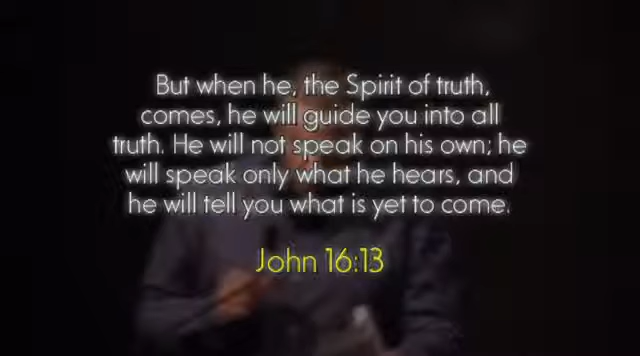 But when he, the Spirit of truth,
comes, he will guide you into all
truth. He will not speak on his own; he
will speak only what he hears, and
he will tell you what is yet to come.
John 16:13